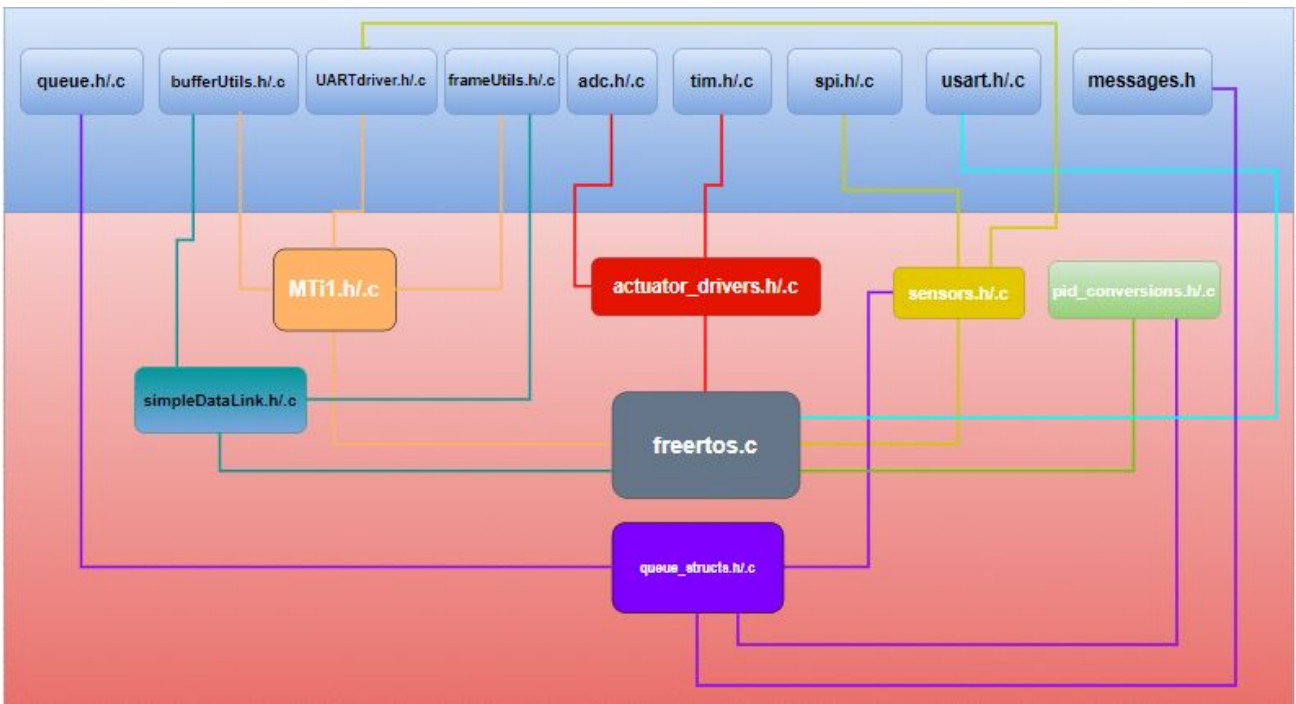 queue.h/.c
bufferUtils.h/.c
UARTdriver.h/.c
frameUtils.h/.c
adc.h/.c
tim.h/.c
spi.h/.c
usart.h/.c
messages.h
MTi1.h/.c
actuator_drivers.h/.c
sensors.h/.c
pid_conversions.h/.c
simpleDataLink.h/.c
freertos.c
queue_structs.h/.c